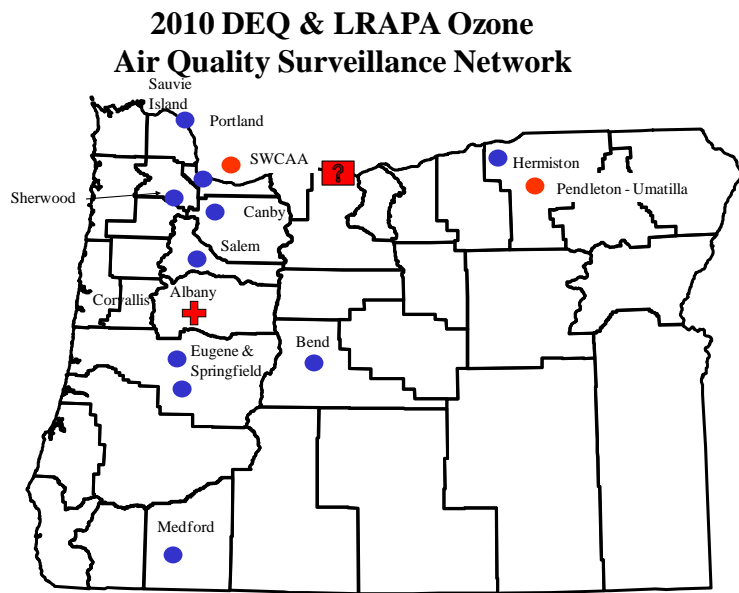 2010 DEQ & LRAPA Ozone
Air Quality Surveillance Network
Sauvie
Island
Portland
SWCAA
?
Hermiston
Pendleton - Umatilla
Sherwood
Canby
Salem
Corvallis
Albany
Eugene &
Springfield
Bend
Medford